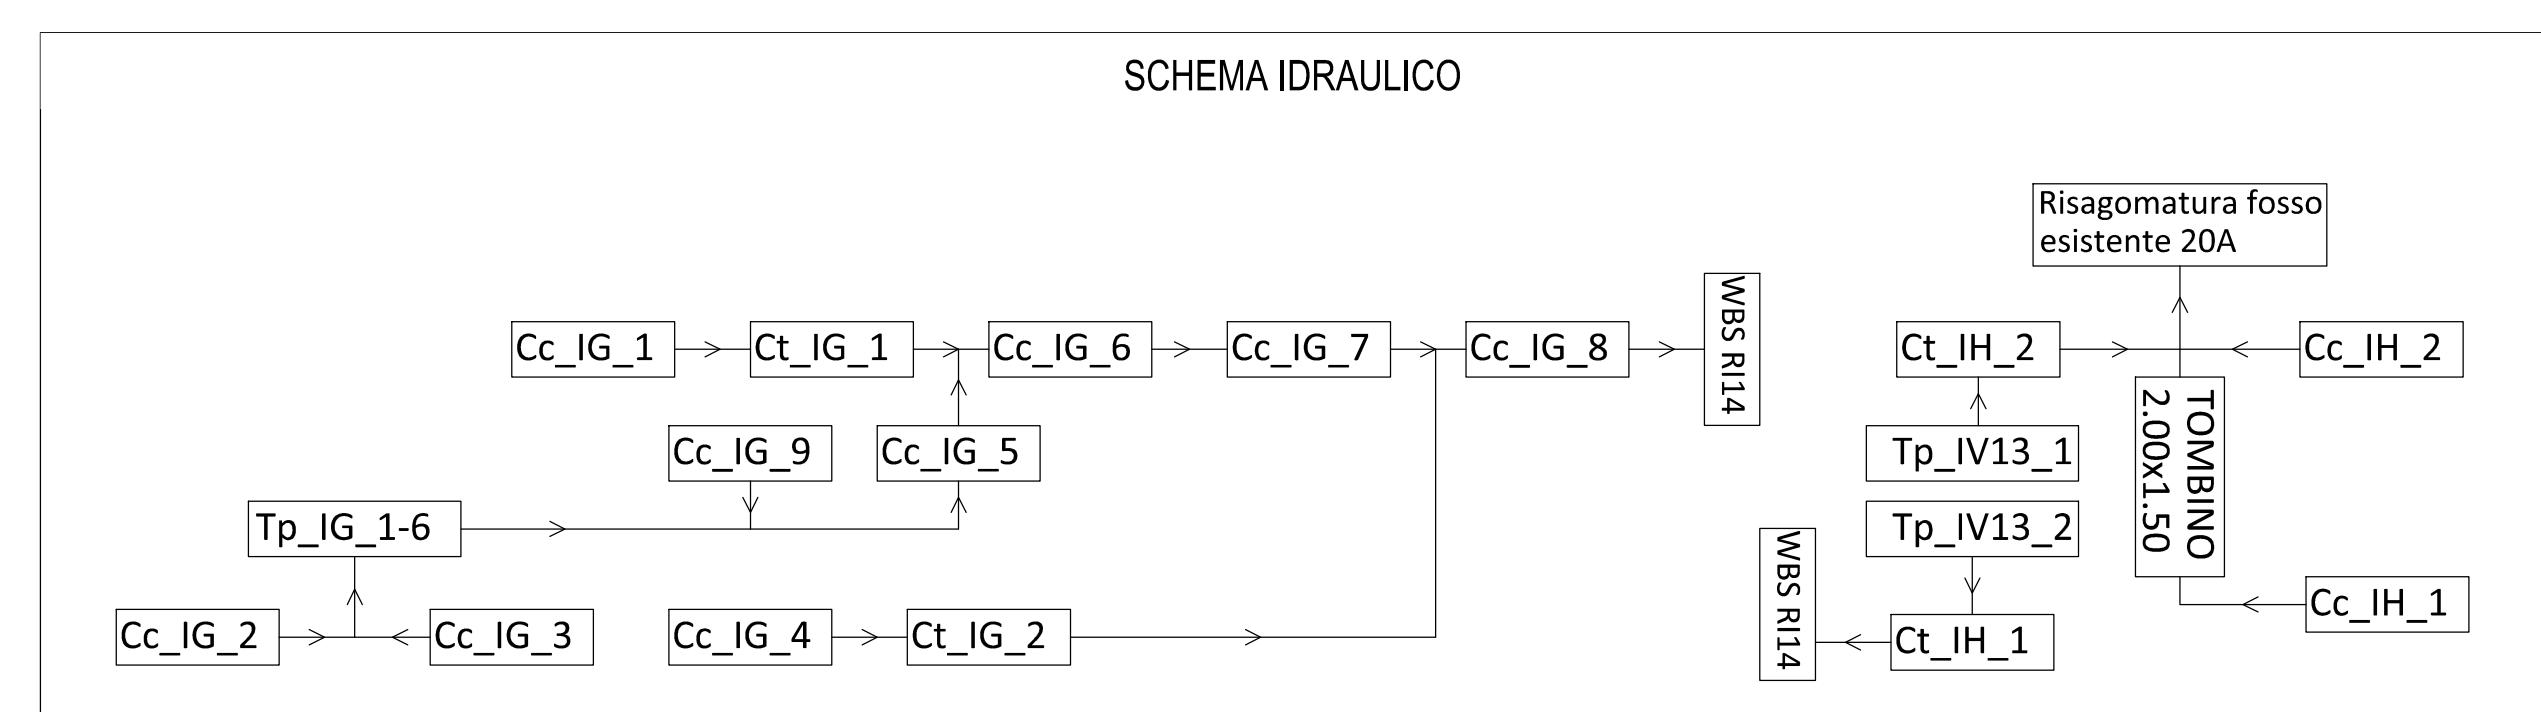 SCHEMA IDRAULICO
Risagomatura fosso
esistente 20A
Cc_IG_1
Ct_IG_1
Cc_IG_6
Cc_IG_7
Cc_IG_8
WBS RI14
Ct_IH_2
Cc_IH_2
Cc_IG_9
Cc_IG_5
Tp_IV13_1
TOMBINO
2.00x1.50
Tp_IG_1-6
Tp_IV13_2
WBS RI14
Cc_IG_2
Cc_IG_3
Cc_IG_4
Ct_IG_2
Ct_IH_1
Cc_IH_1